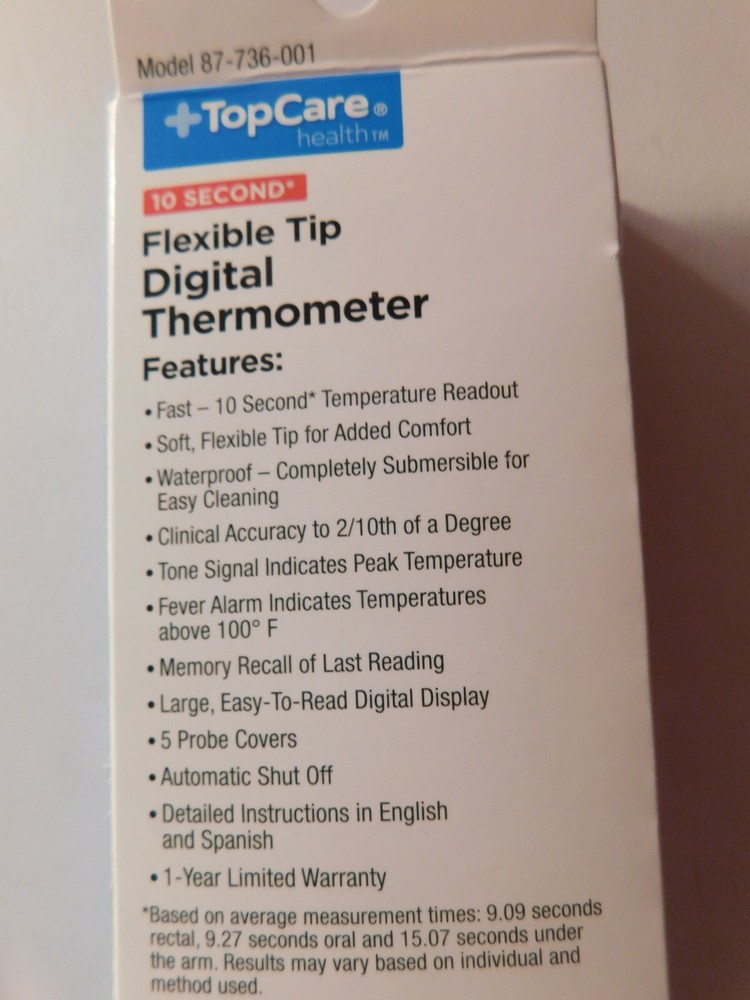 Model 87-736-001
+TopCare®
health™
10 SECOND*
Flexible Tip
Digital
Thermometer
Features:
• Fast – 10 Second* Temperature Readout
• Soft, Flexible Tip for Added Comfort
• Waterproof – Completely Submersible for
Easy Cleaning
• Clinical Accuracy to 2/10th of a Degree
• Tone Signal Indicates Peak Temperature
• Fever Alarm Indicates Temperatures
above 100° F
• Memory Recall of Last Reading
• Large, Easy-To-Read Digital Display
• 5 Probe Covers
• Automatic Shut Off
• Detailed Instructions in English
and Spanish
• 1-Year Limited Warranty
*Based on average measurement times: 9.09 seconds
rectal, 9.27 seconds oral and 15.07 seconds under
the arm. Results may vary based on individual and
method used.